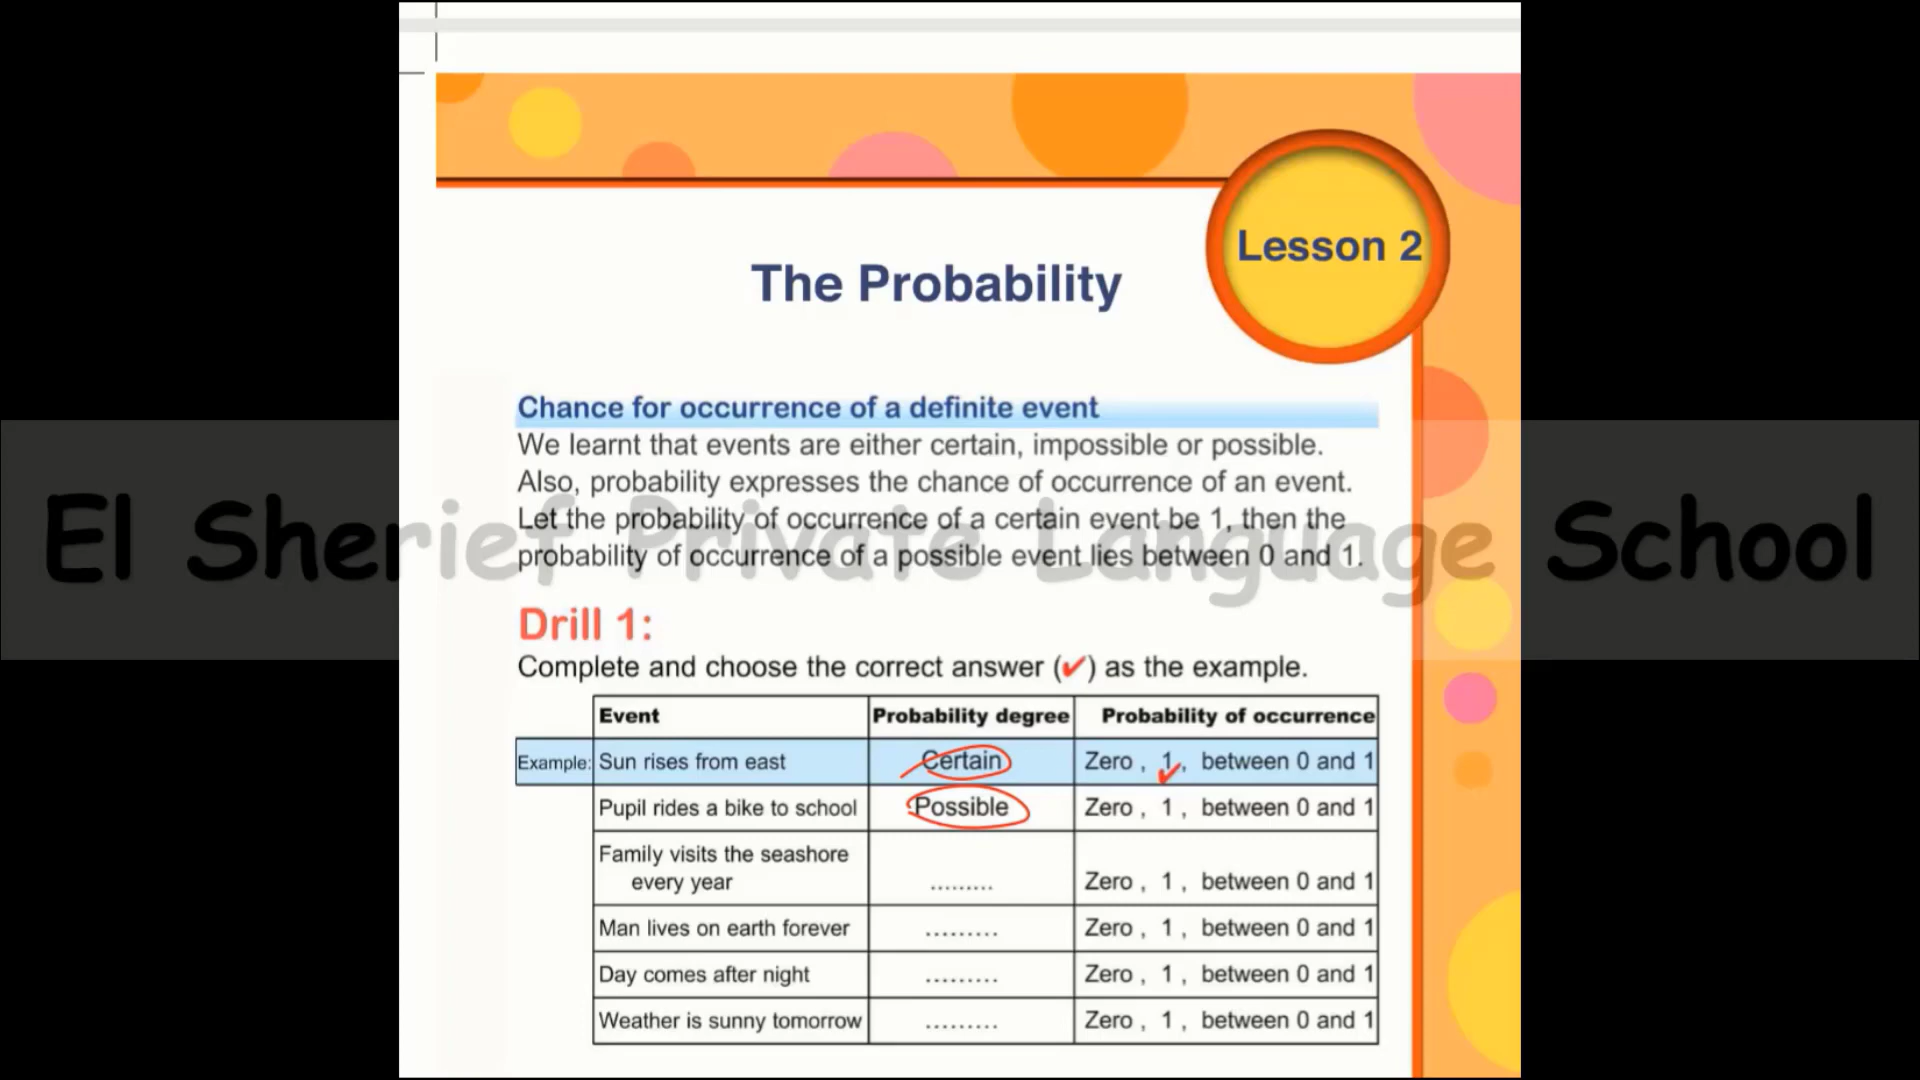 Lesson 2
The Probability
Chance for occurrence of a definite event
We learnt that events are either certain, impossible or possible.
Also, probability expresses the chance of occurrence of an event.
Let the probability of occurrence of a certain event be 1, then the
probability of occurrence of a possible event lies between 0 and 1.
El Sherief Private Language School
Drill 1:
Complete and choose the correct answer (✔) as the example.
Event Probability degree Probability of occurrence
Example: Sun rises from east Certain Zero , 1 , between 0 and 1
Pupil rides a bike to school Possible Zero , 1 , between 0 and 1
Family visits the seashore
every year ......... Zero , 1 , between 0 and 1
Man lives on earth forever ......... Zero , 1 , between 0 and 1
Day comes after night ......... Zero , 1 , between 0 and 1
Weather is sunny tomorrow ......... Zero , 1 , between 0 and 1